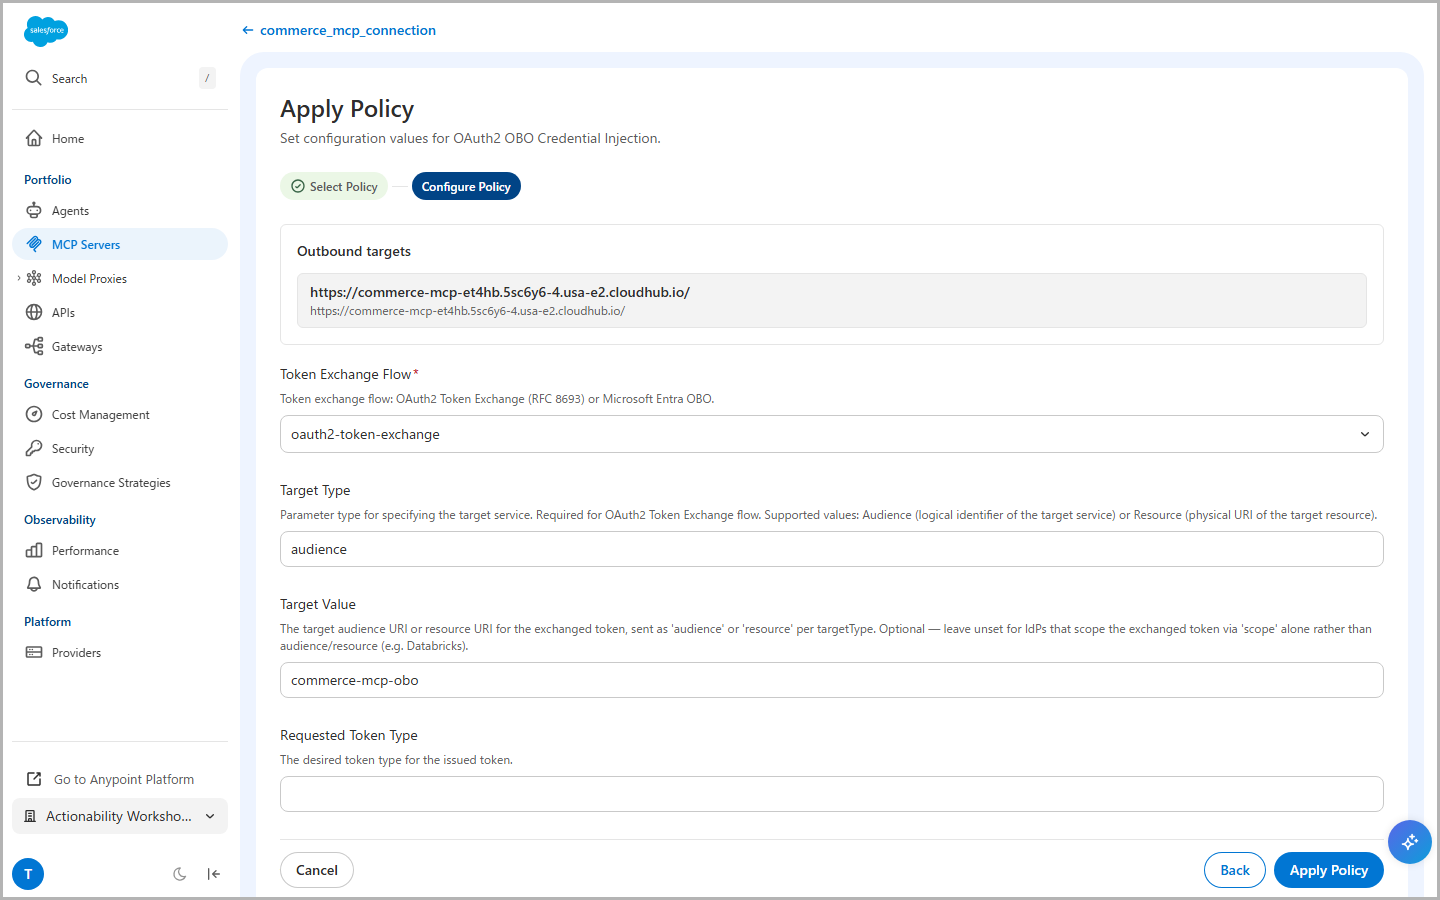 salesforce
Search
/
Home
Portfolio
Agents
MCP Servers
Model Proxies
APIs
Gateways
Governance
Cost Management
Security
Governance Strategies
Observability
Performance
Notifications
Platform
Providers
Go to Anypoint Platform
Actionability Worksho...
T
← commerce_mcp_connection
Apply Policy
Set configuration values for OAuth2 OBO Credential Injection.
Select Policy
Configure Policy
Outbound targets
https://commerce-mcp-et4hb.5sc6y6-4.usa-e2.cloudhub.io/
https://commerce-mcp-et4hb.5sc6y6-4.usa-e2.cloudhub.io/
Token Exchange Flow*
Token exchange flow: OAuth2 Token Exchange (RFC 8693) or Microsoft Entra OBO.
oauth2-token-exchange
Target Type
Parameter type for specifying the target service. Required for OAuth2 Token Exchange flow. Supported values: Audience (logical identifier of the target service) or Resource (physical URI of the target resource).
audience
Target Value
The target audience URI or resource URI for the exchanged token, sent as 'audience' or 'resource' per targetType. Optional — leave unset for IdPs that scope the exchanged token via 'scope' alone rather than
audience/resource (e.g. Databricks).
commerce-mcp-obo
Requested Token Type
The desired token type for the issued token.
Cancel
Back
Apply Policy